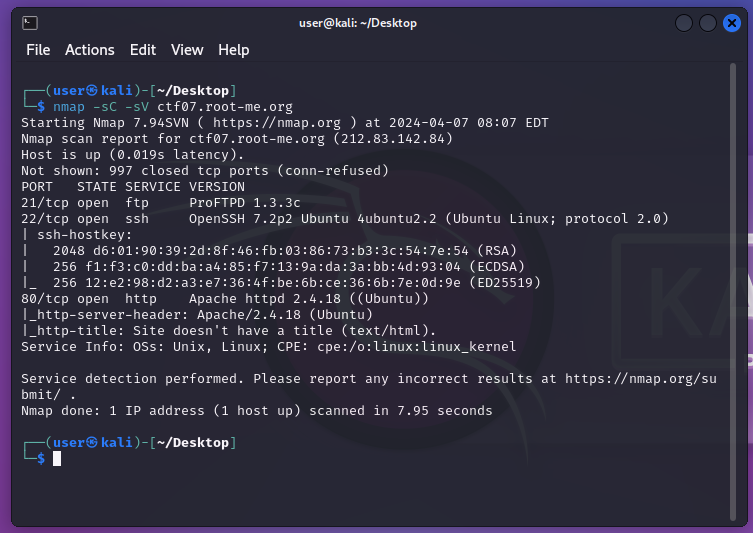 user@kali: ~/Desktop
File Actions Edit View Help
┌──(user㉿kali)-[~/Desktop]
└─$ nmap -sC -sV ctf07.root-me.org
Starting Nmap 7.94SVN ( https://nmap.org ) at 2024-04-07 08:07 EDT
Nmap scan report for ctf07.root-me.org (212.83.142.84)
Host is up (0.019s latency).
Not shown: 997 closed tcp ports (conn-refused)
PORT   STATE SERVICE VERSION
21/tcp open  ftp     ProFTPD 1.3.3c
22/tcp open  ssh     OpenSSH 7.2p2 Ubuntu 4ubuntu2.2 (Ubuntu Linux; protocol 2.0)
| ssh-hostkey:
|   2048 d6:01:90:39:2d:8f:46:fb:03:86:73:b3:3c:54:7e:54 (RSA)
|   256 f1:f3:c0:dd:ba:a4:85:f7:13:9a:da:3a:bb:4d:93:04 (ECDSA)
|_  256 12:e2:98:d2:a3:e7:36:4f:be:6b:ce:36:6b:7e:0d:9e (ED25519)
80/tcp open  http    Apache httpd 2.4.18 ((Ubuntu))
|_http-server-header: Apache/2.4.18 (Ubuntu)
|_http-title: Site doesn't have a title (text/html).
Service Info: OSs: Unix, Linux; CPE: cpe:/o:linux:linux_kernel
Service detection performed. Please report any incorrect results at https://nmap.org/su
bmit/ .
Nmap done: 1 IP address (1 host up) scanned in 7.95 seconds
┌──(user㉿kali)-[~/Desktop]
└─$
KA